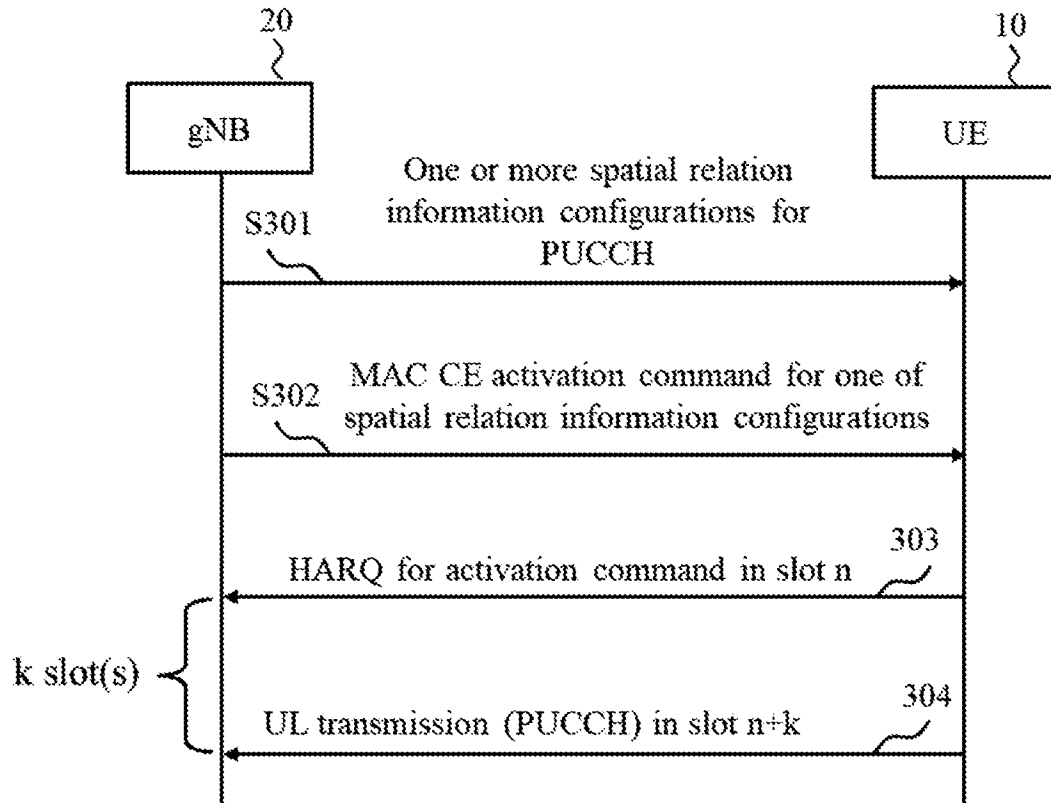 20
10
gNB
UE
One or more spatial relation
information configurations for
PUCCH
S301
MAC CE activation command for one of
spatial relation information configurations
S302
303
HARQ for activation command in slot n
k slot(s)
304
UL transmission (PUCCH) in slot n+k